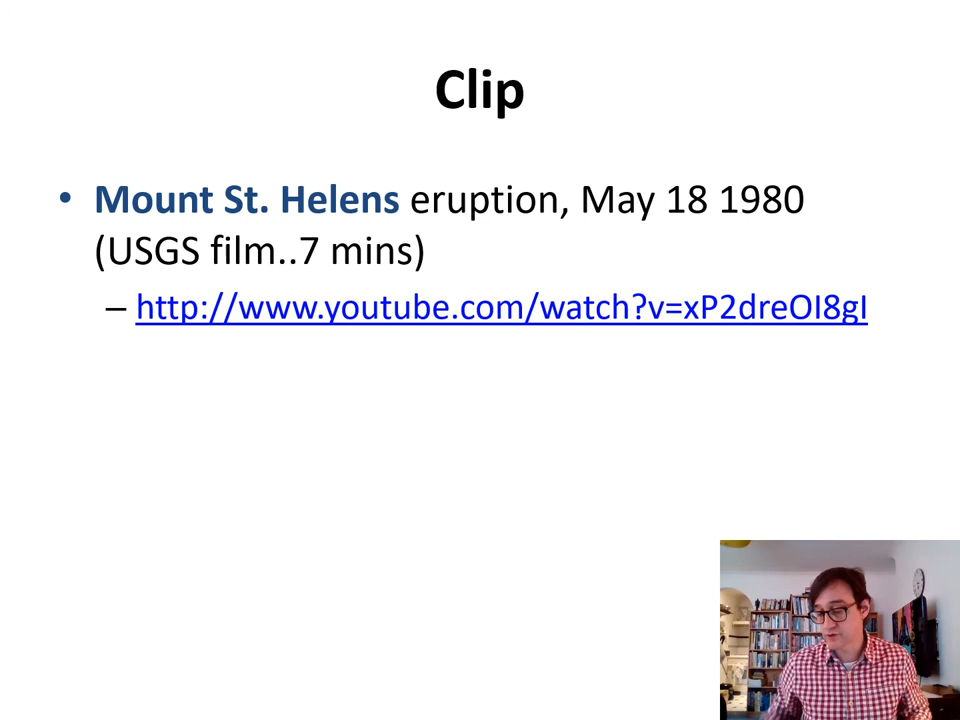 Clip
• Mount St. Helens eruption, May 18 1980
(USGS film..7 mins)
– http://www.youtube.com/watch?v=xP2dreOI8gI